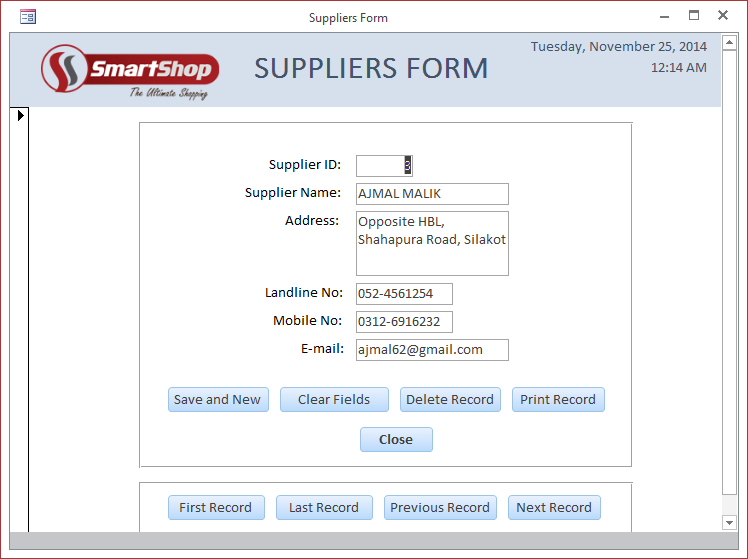 Suppliers Form
SmartShop
The Ultimate Shopping
SUPPLIERS FORM
Tuesday, November 25, 2014
12:14 AM
Supplier ID: 3
Supplier Name: AJMAL MALIK
Address: Opposite HBL,
Shahapura Road, Silakot
Landline No: 052-4561254
Mobile No: 0312-6916232
E-mail: ajmal62@gmail.com
Save and New Clear Fields Delete Record Print Record
Close
First Record Last Record Previous Record Next Record